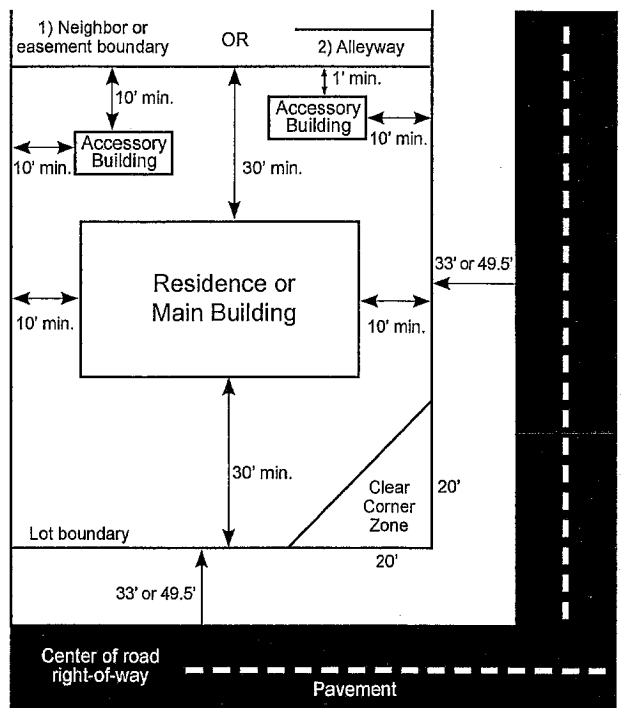 1) Neighbor or
easement boundary
OR
2) Alleyway
1' min.
10' min.
Accessory
Building
10' min.
Accessory
Building
10' min.
30' min.
Residence or
Main Building
33' or 49.5'
10' min.
10' min.
30' min.
Clear
Corner
Zone
20'
Lot boundary
20'
33' or 49.5'
Center of road
right-of-way
Pavement